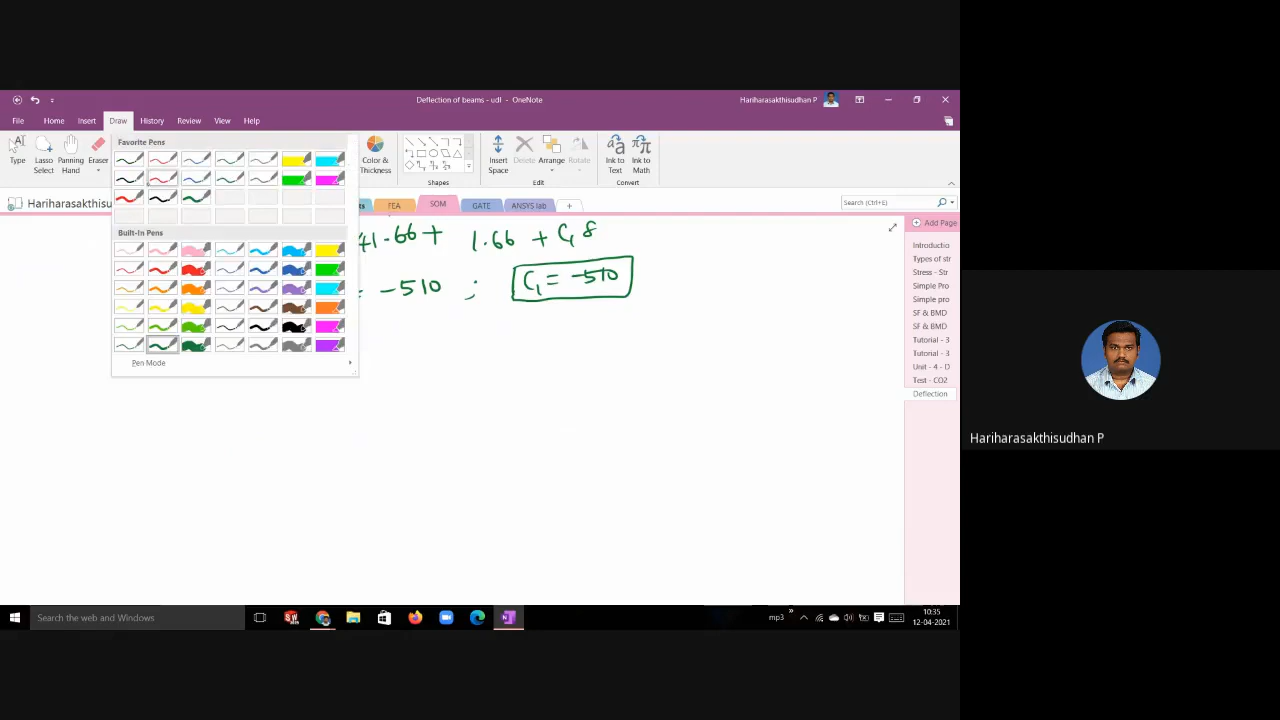 Deflection of beams - udl - OneNote
Hariharasakthisudhan P
File Home Insert Draw History Review View Help
Favorite Pens
Type
Lasso Select
Panning Hand
Eraser
Color & Thickness
Shapes
Insert Space
Delete
Arrange
Rotate
Edit
Ink to Text
Ink to Math
Convert
Hariharasakthisudh
ts FEA SOM GATE ANSYS lab +
Search (Ctrl+E)
Built-In Pens
Pen Mode
41.66 + 1.66 + C₁8
= -510 ; C₁ = -510
Add Page
Introductio
Types of str
Stress - Str
Simple Pro
Simple pro
SF & BMD
SF & BMD
Tutorial - 3
Tutorial - 3
Unit - 4 - D
Test - CO2
Deflection
Hariharasakthisudhan P
Search the web and Windows
mp3
10:35
12-04-2021